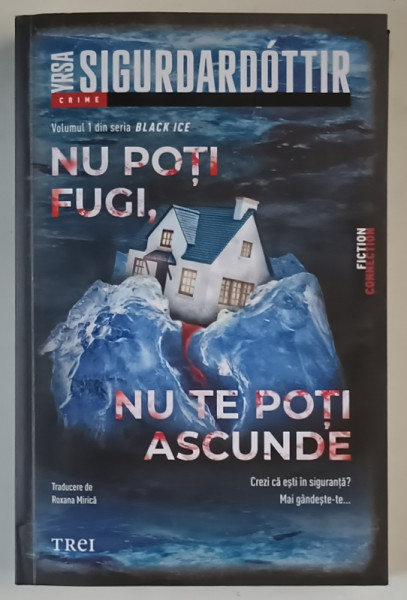 YRSA
SIGURDARDÓTTIR
CRIME
Volumul 1 din seria BLACK ICE
NU POȚI
FUGI,
FICTION
CONNECTION
NU TE POȚI
ASCUNDE
Traducere de
Roxana Mirică
Crezi că ești în siguranță?
Mai gândește-te...
TREI